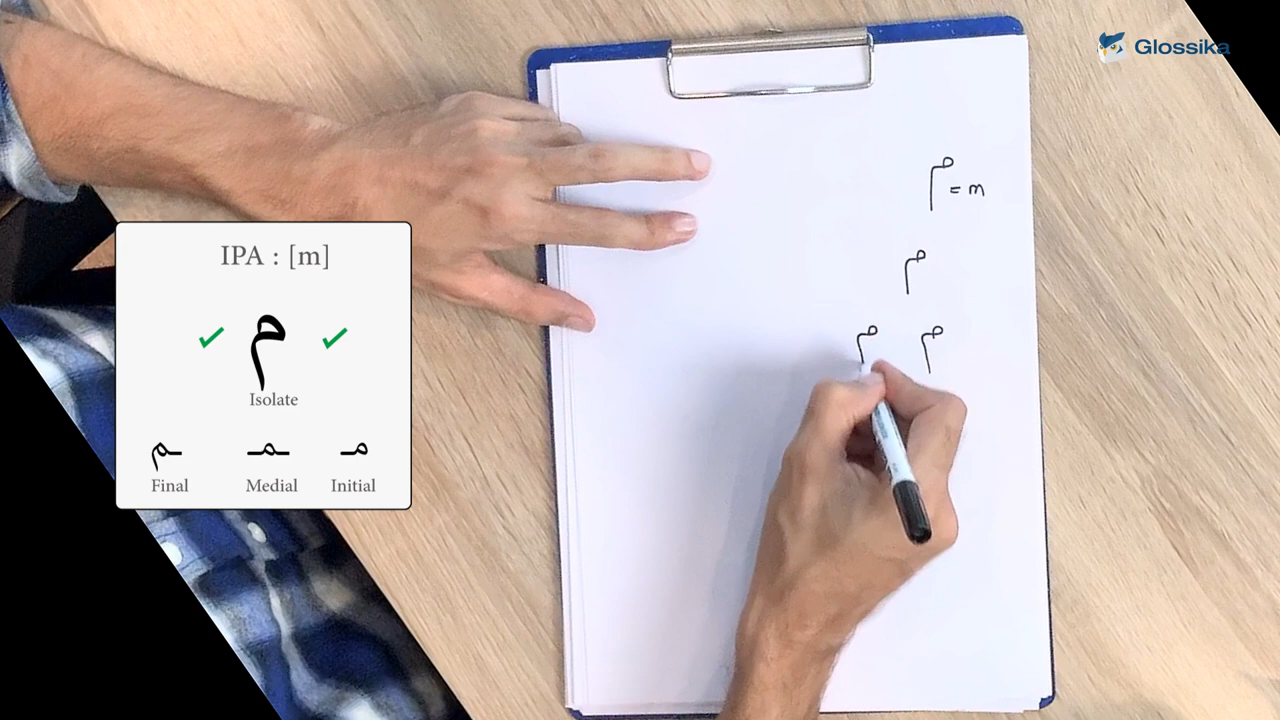 Glossika
IPA : [m]
م
Isolate
ـم ـمـ مـ
Final Medial Initial
م = m
م
م م